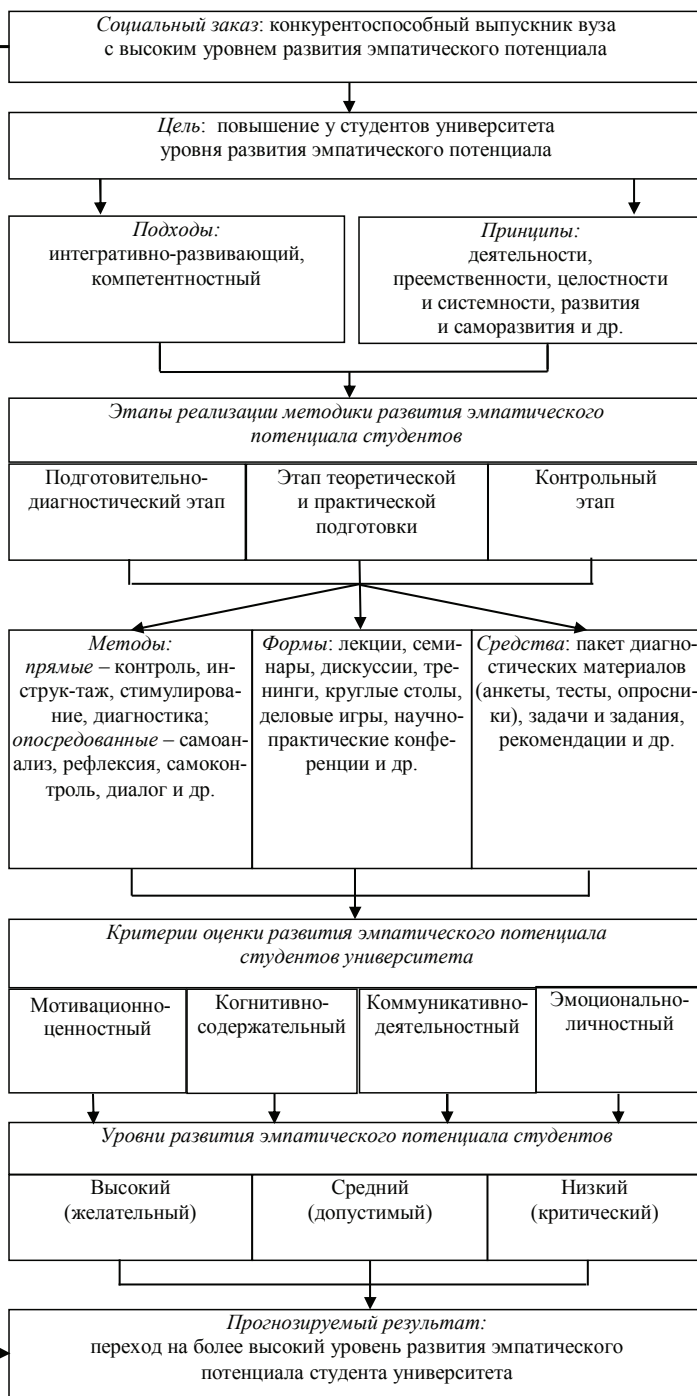 Социальный заказ: конкурентоспособный выпускник вуза
с высоким уровнем развития эмпатического потенциала
Цель: повышение у студентов университета
уровня развития эмпатического потенциала
Подходы:
интегративно-развивающий,
компетентностный
Принципы:
деятельности,
преемственности, целостности
и системности, развития
и саморазвития и др.
Этапы реализации методики развития эмпатического
потенциала студентов
Подготовительно-
диагностический этап
Этап теоретической
и практической
подготовки
Контрольный
этап
Методы:
прямые – контроль, ин-
струк-таж, стимулирова-
ние, диагностика;
опосредованные – самоан-
ализ, рефлексия, самокон-
троль, диалог и др.
Формы: лекции, семи-
нары, дискуссии, тре-
нинги, круглые столы,
деловые игры, научно-
практические конфе-
ренции и др.
Средства: пакет диагно-
стических материалов
(анкеты, тесты, опросни-
ки), задачи и задания,
рекомендации и др.
Критерии оценки развития эмпатического потенциала
студентов университета
Мотивационно-
ценностный
Когнитивно-
содержательный
Коммуникативно-
деятельностный
Эмоционально-
личностный
Уровни развития эмпатического потенциала студентов
Высокий
(желательный)
Средний
(допустимый)
Низкий
(критический)
Прогнозируемый результат:
переход на более высокий уровень развития эмпатического
потенциала студента университета